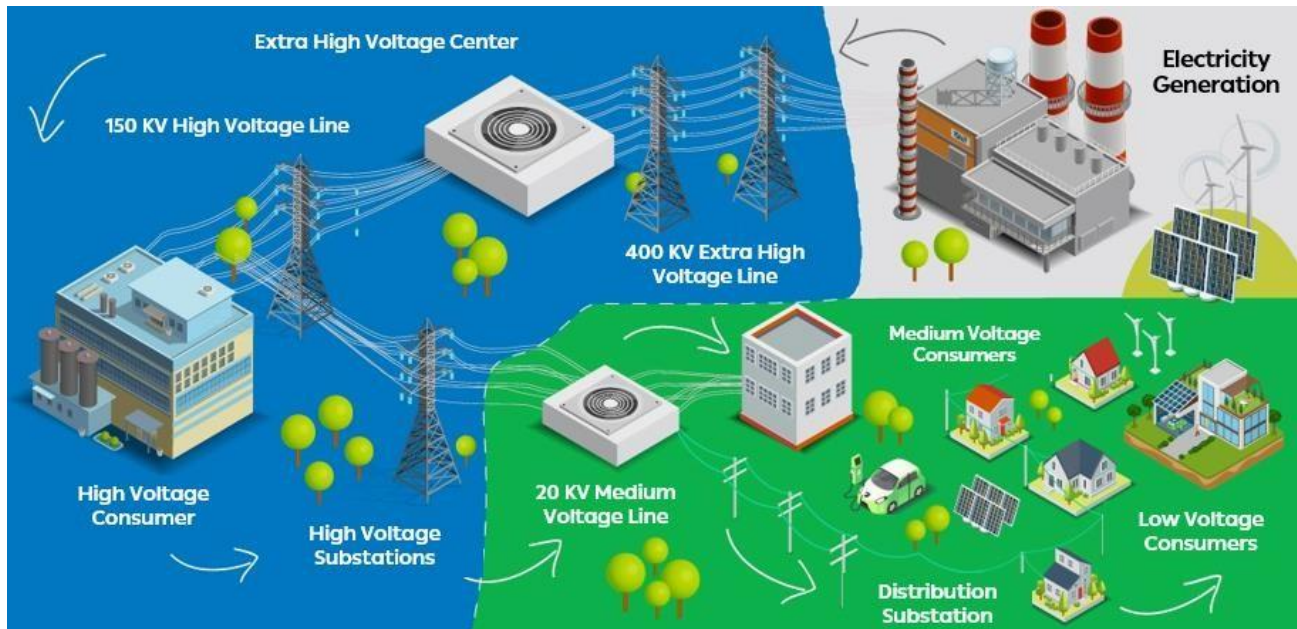 Extra High Voltage Center
150 KV High Voltage Line
400 KV Extra High
Voltage Line
Electricity
Generation
High Voltage
Consumer
High Voltage
Substations
20 KV Medium
Voltage Line
Medium Voltage
Consumers
Distribution
Substation
Low Voltage
Consumers